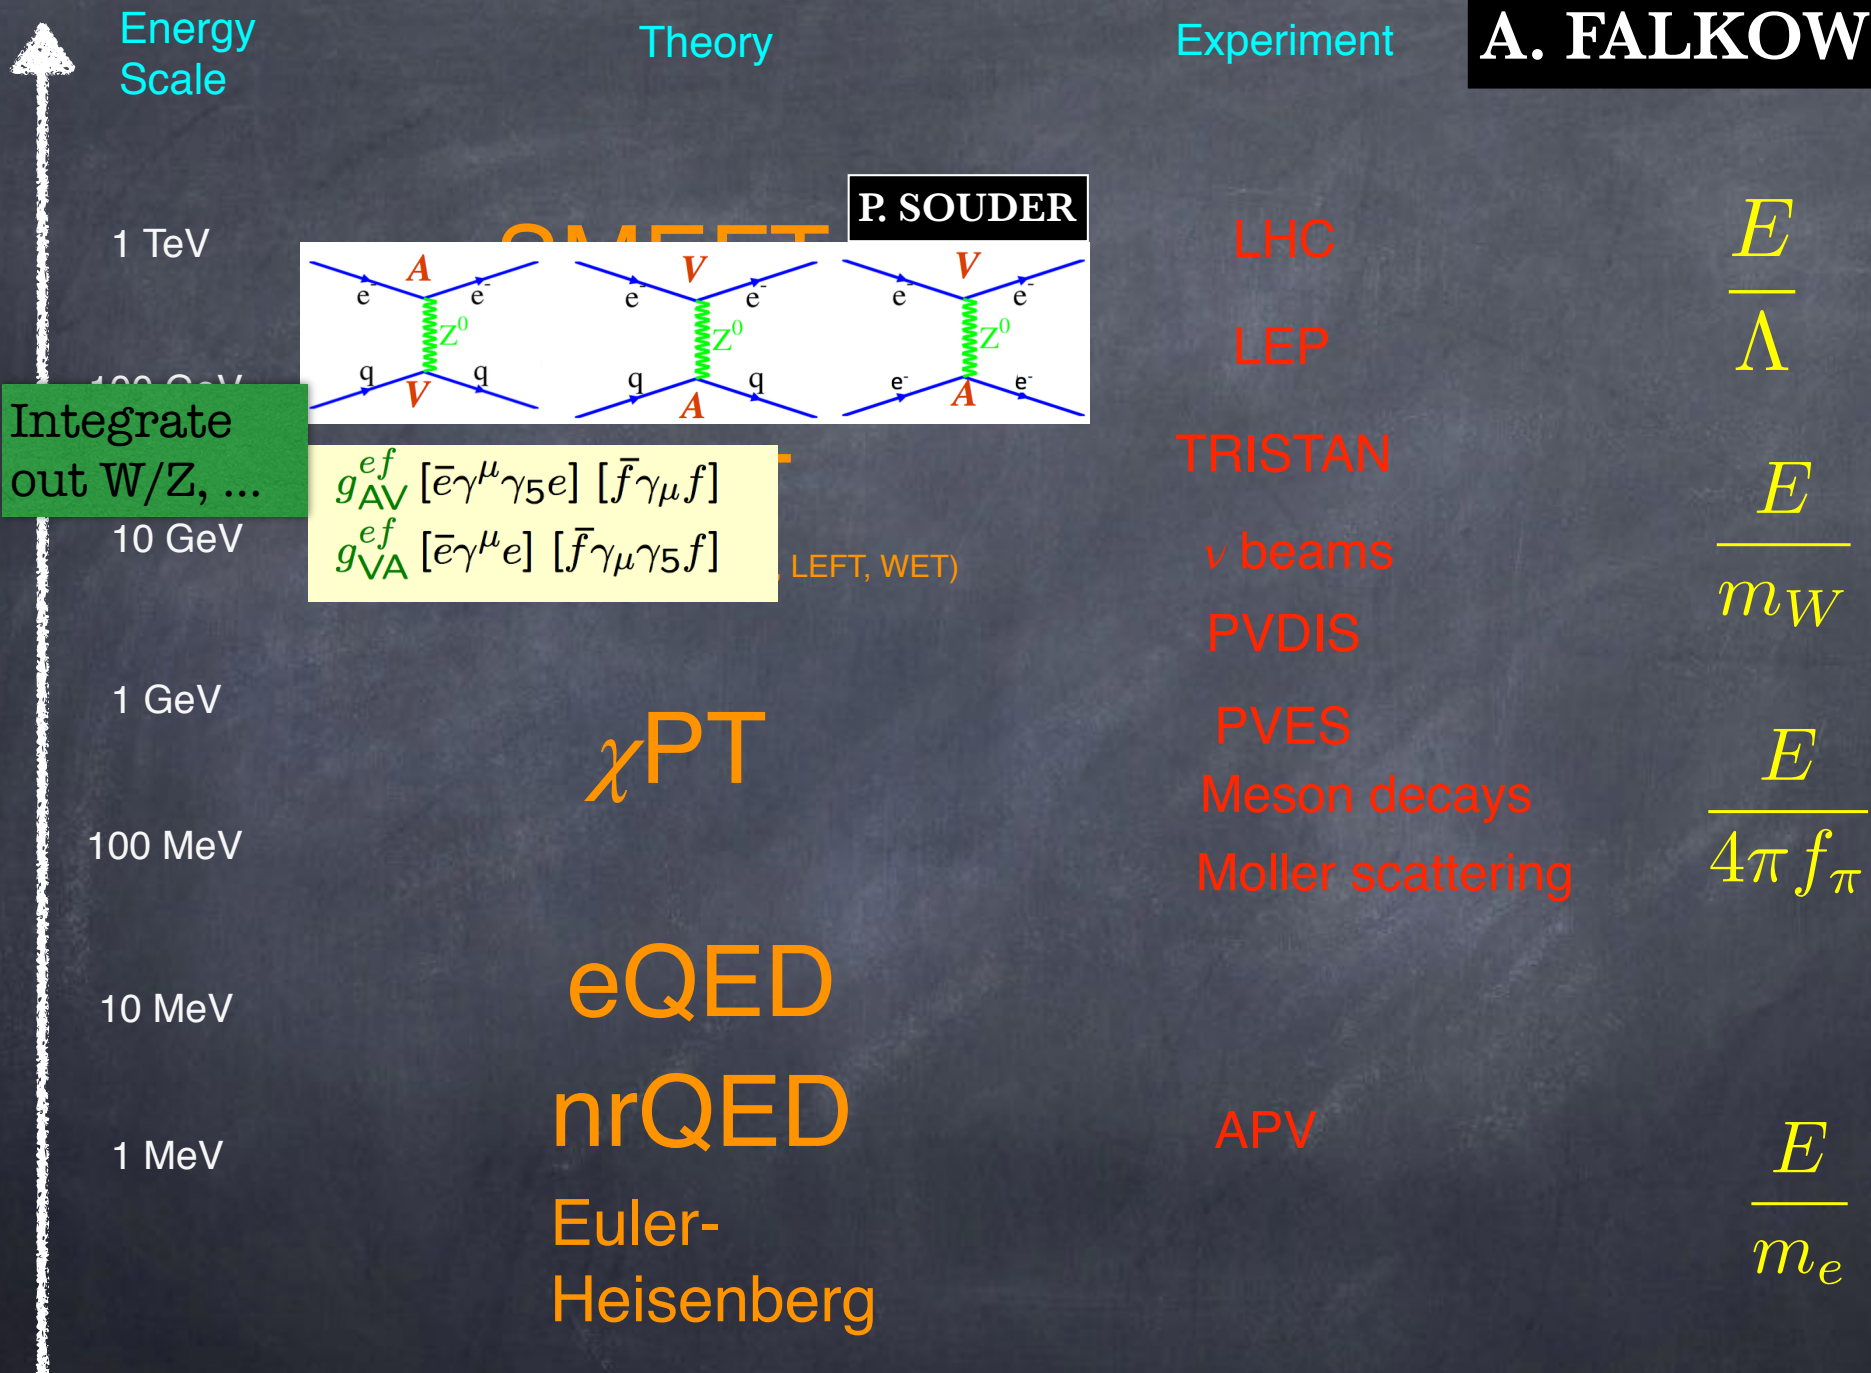 Energy
Scale
Theory
Experiment
A. FALKOW
1 TeV
P. SOUDER
LHC
E
Λ
A
e-
e-
Z0
q
q
V
V
e-
e-
Z0
q
q
A
V
e-
e-
Z0
e-
e-
A
LEP
Integrate
out W/Z, ...
g^{ef}_{AV} [ēγ^μγ_5e] [f̄γ_μf]
g^{ef}_{VA} [ēγ^μe] [f̄γ_μγ_5f]
TRISTAN
10 GeV
, LEFT, WET)
ν beams
E
m_W
PVDIS
1 GeV
χPT
PVES
Meson decays
E
4πf_π
100 MeV
Moller scattering
eQED
10 MeV
nrQED
1 MeV
APV
E
m_e
Euler-
Heisenberg